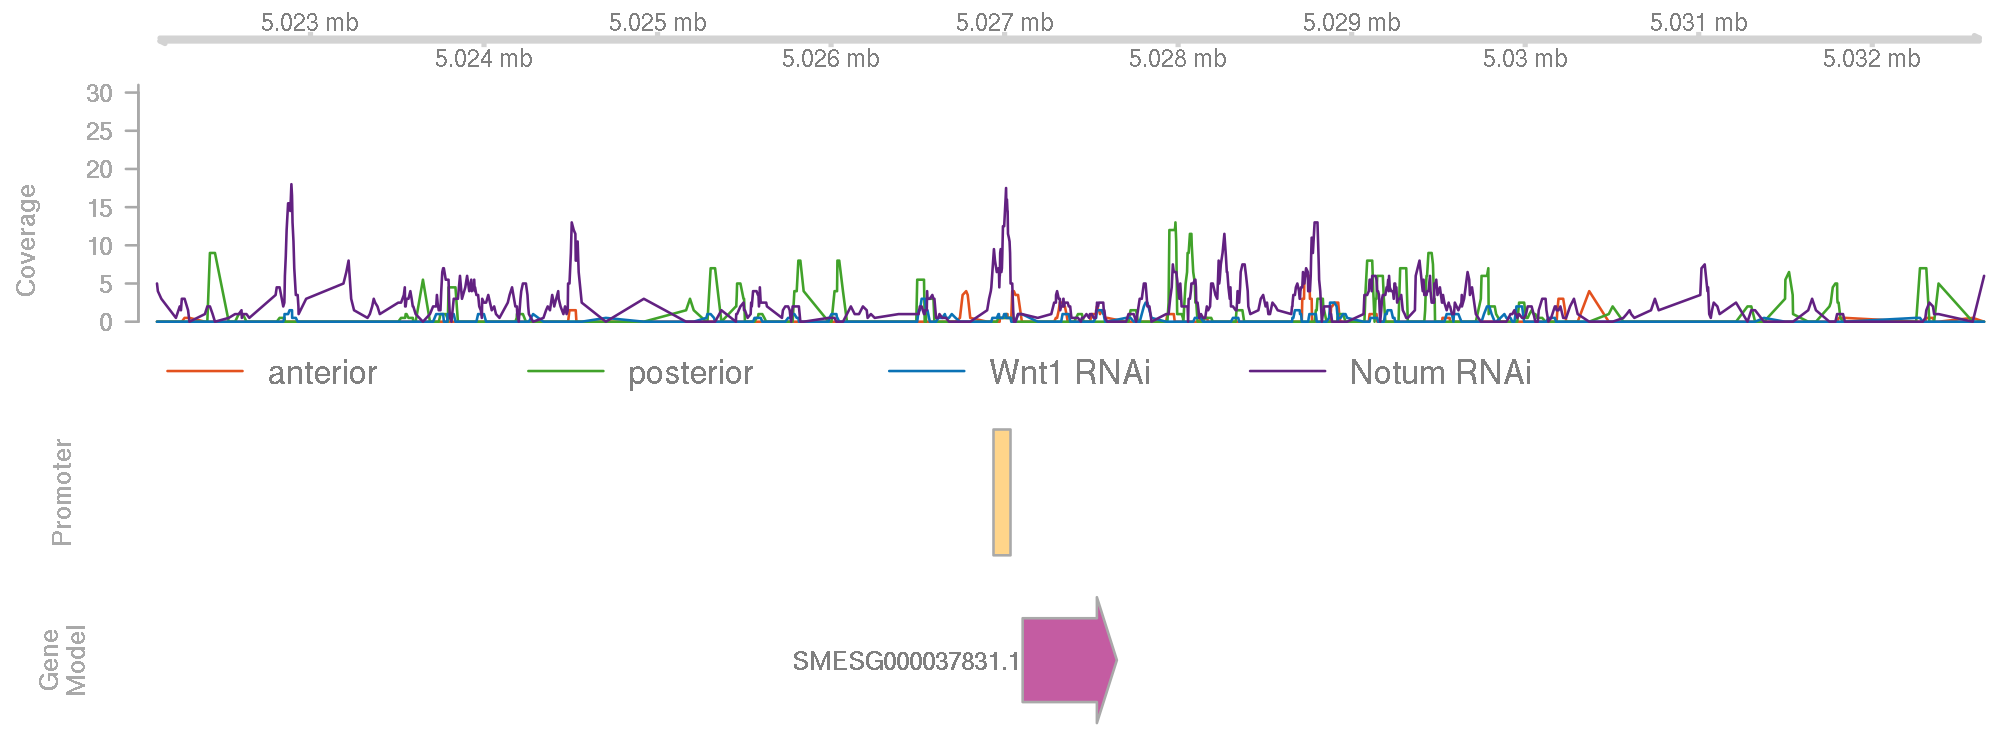 5.023 mb 5.025 mb 5.027 mb 5.029 mb 5.031 mb
5.024 mb 5.026 mb 5.028 mb 5.03 mb 5.032 mb
Coverage
30
25
20
15
10
5
0
anterior posterior Wnt1 RNAi Notum RNAi
Promoter
Gene
Model
SMESG000037831.1